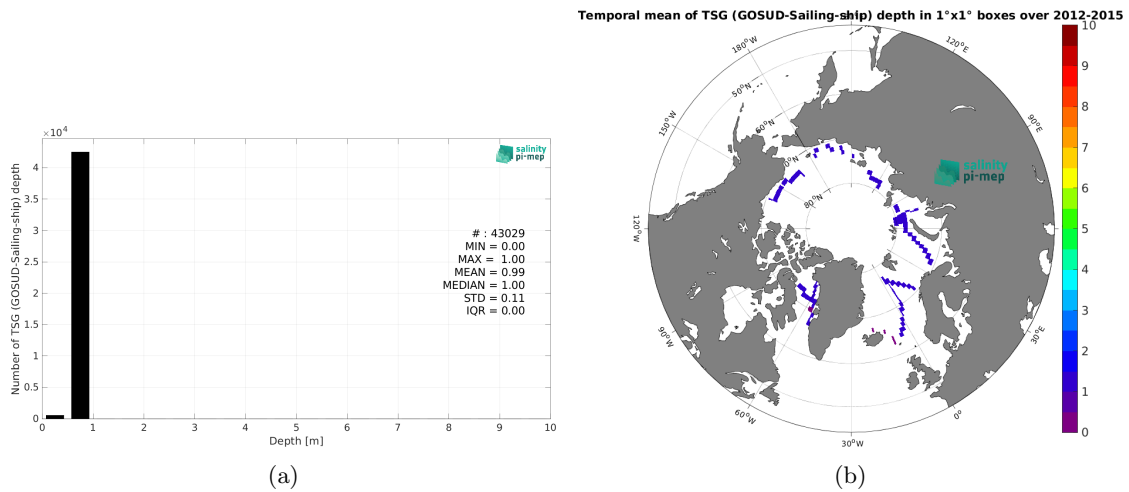 Temporal mean of TSG (GOSUD-Sailing-ship) depth in 1°x1° boxes over 2012-2015
×10⁴
4
3.5
3
2.5
2
1.5
1
0.5
0
Number of TSG (GOSUD-Sailing-ship) depth
salinity
pi-mep
# : 43029
MIN = 0.00
MAX = 1.00
MEAN = 0.99
MEDIAN = 1.00
STD = 0.11
IQR = 0.00
0 1 2 3 4 5 6 7 8 9 10
Depth [m]
(a)
180°W
120°E
150°W
50°N
60°N
90°E
0°N
80°N
salinity
pi-mep
120°W
60°E
90°W
30°E
60°W
0°
30°W
10
9
8
7
6
5
4
3
2
1
0
(b)